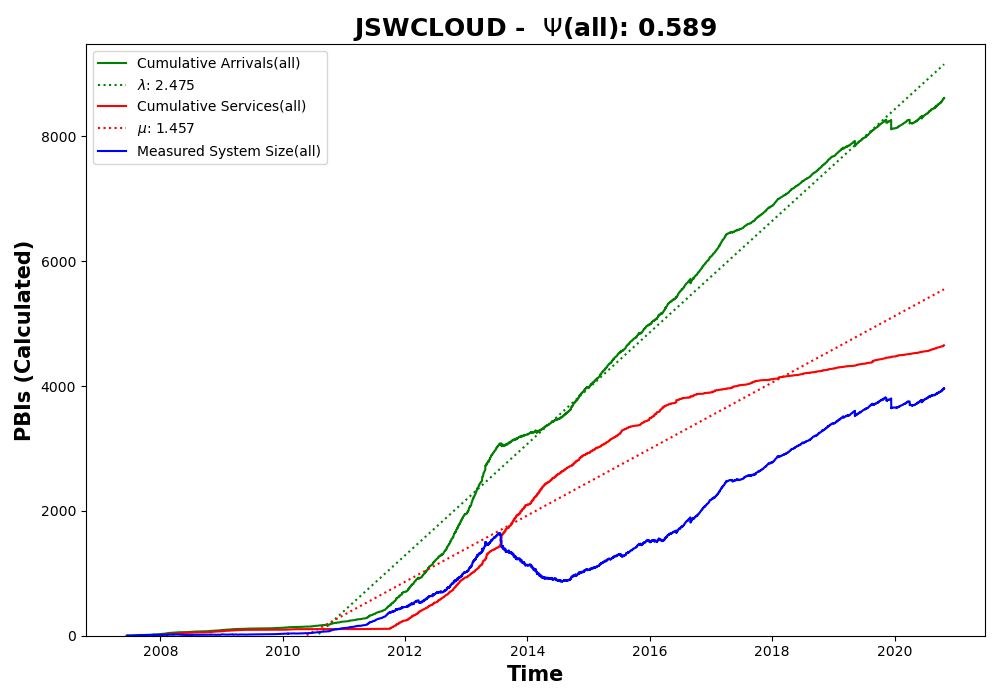 JSWCLOUD - Ψ(all): 0.589
Cumulative Arrivals(all)
λ: 2.475
Cumulative Services(all)
μ: 1.457
Measured System Size(all)
PBIs (Calculated)
8000
6000
4000
2000
0
2008 2010 2012 2014 2016 2018 2020
Time